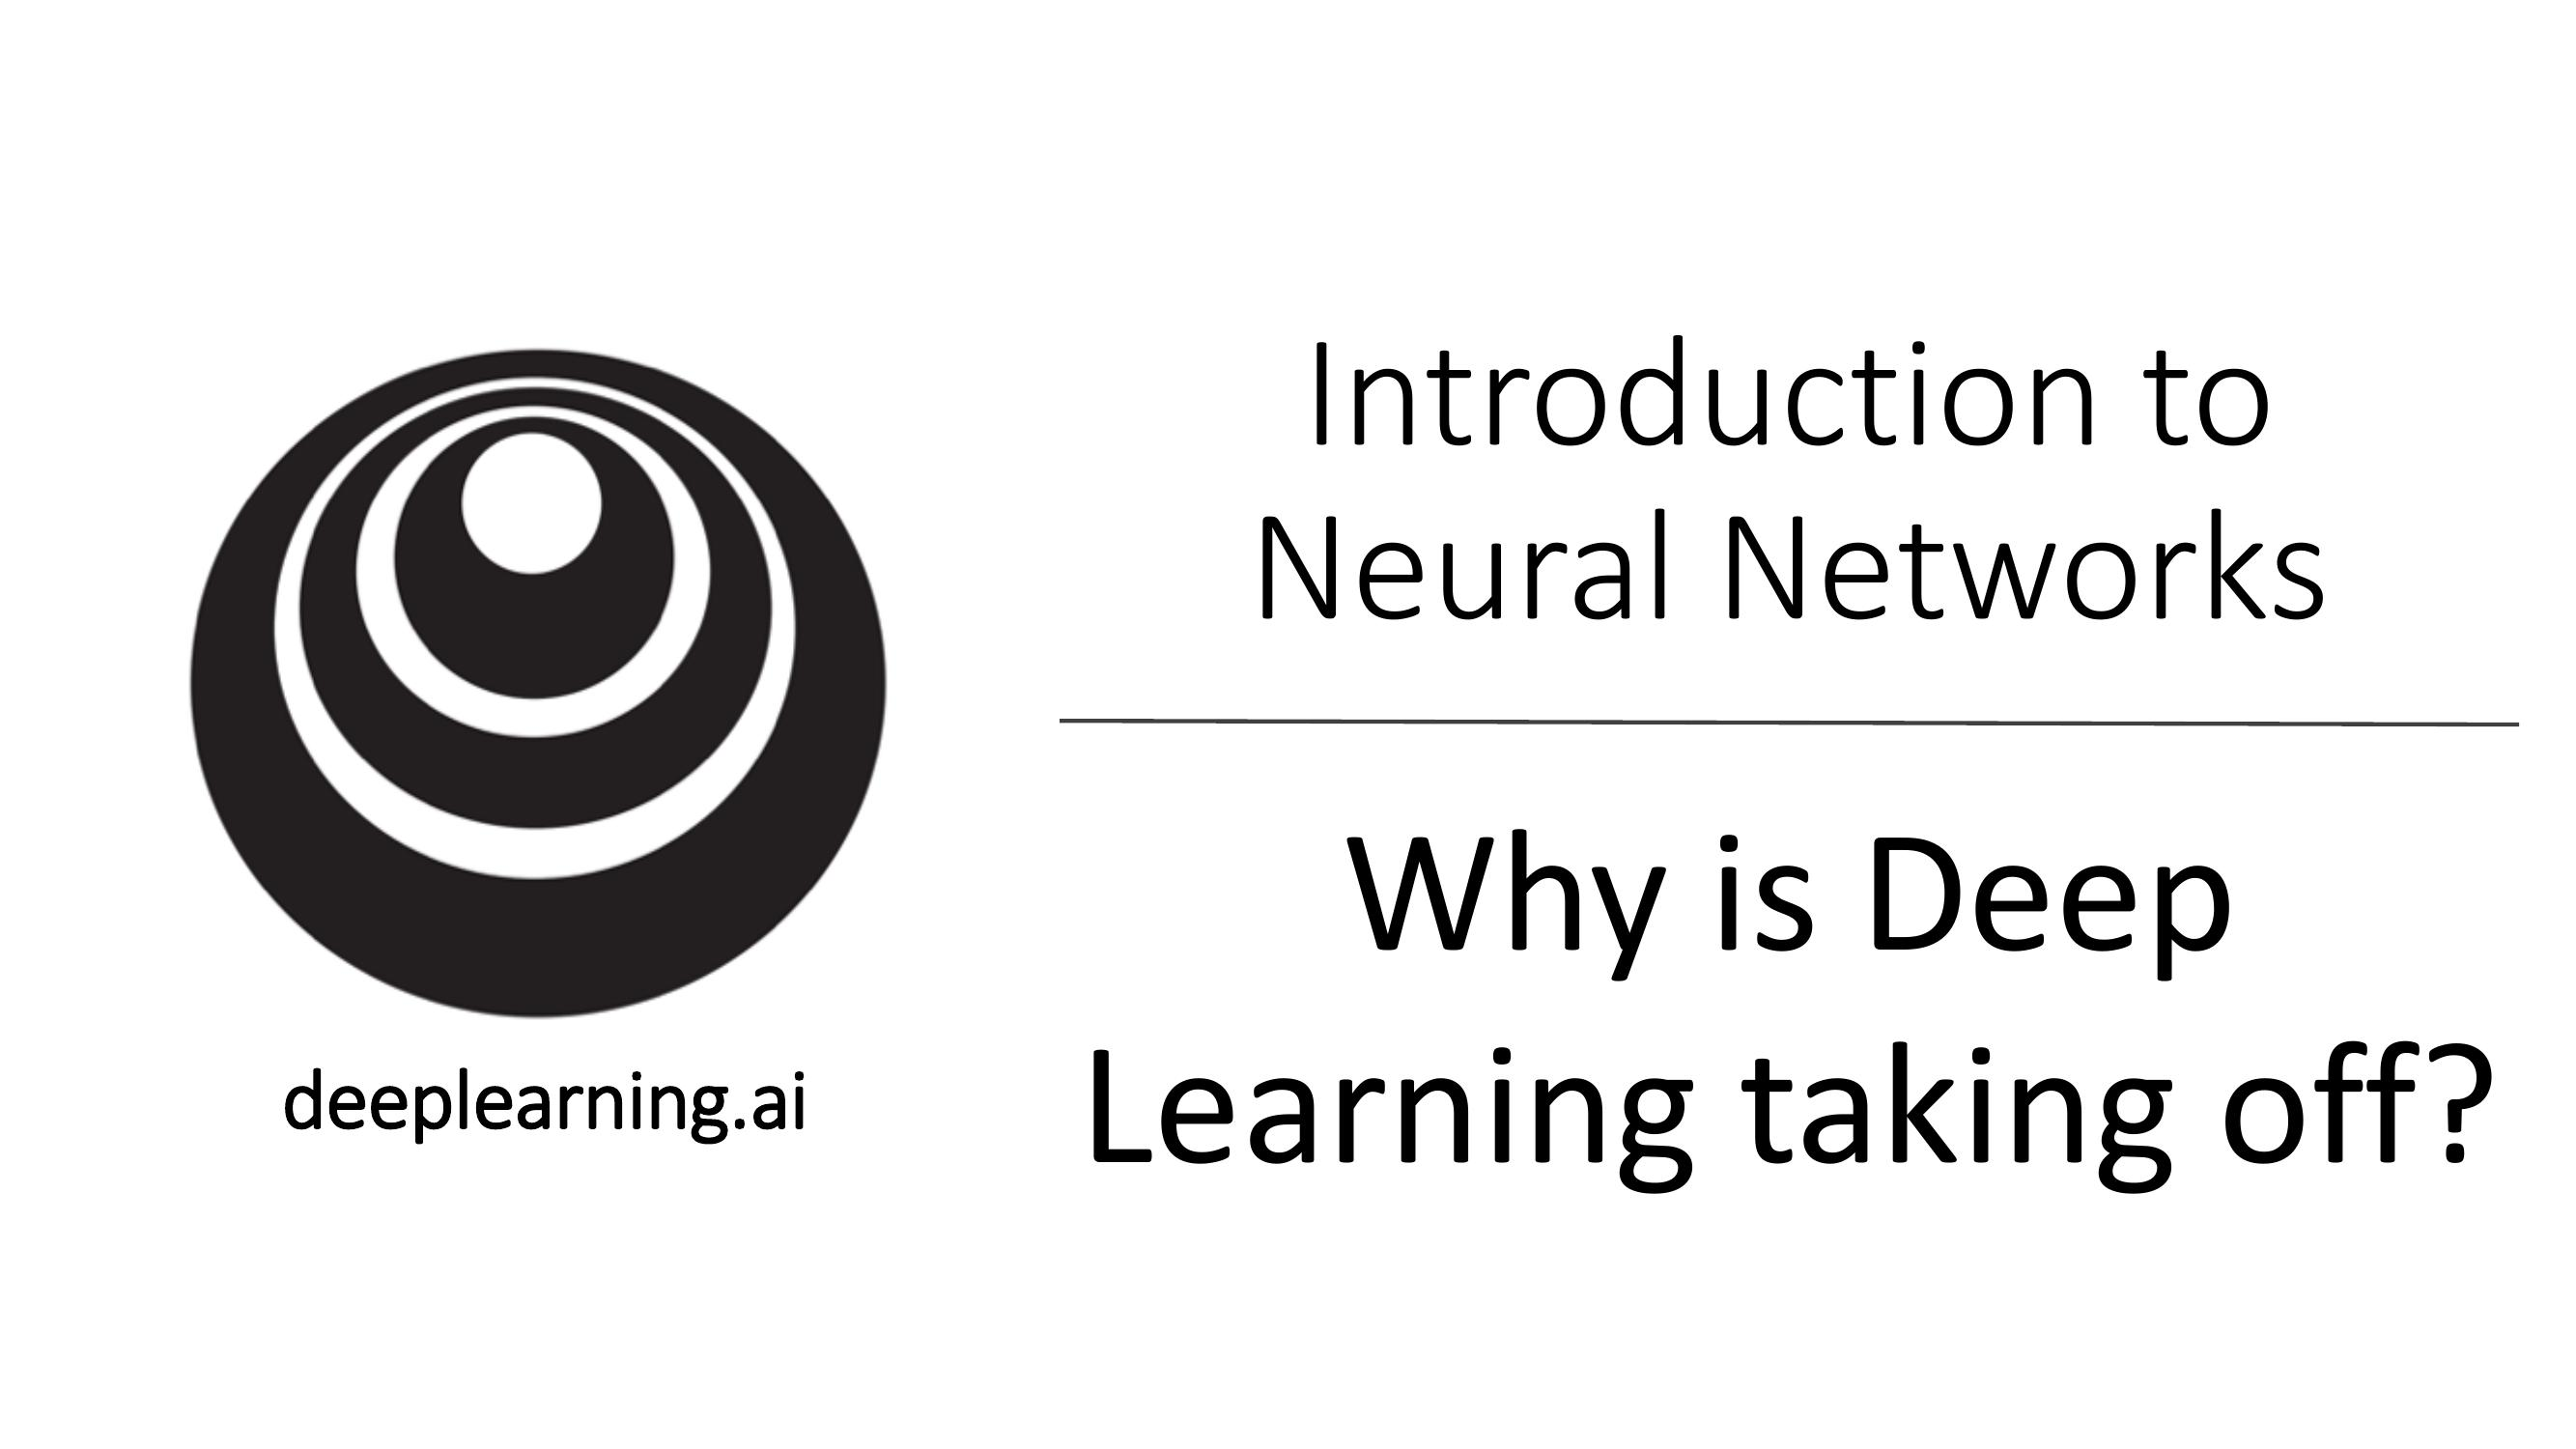 Introduction to
Neural Networks
Why is Deep
Learning taking off?
deeplearning.ai